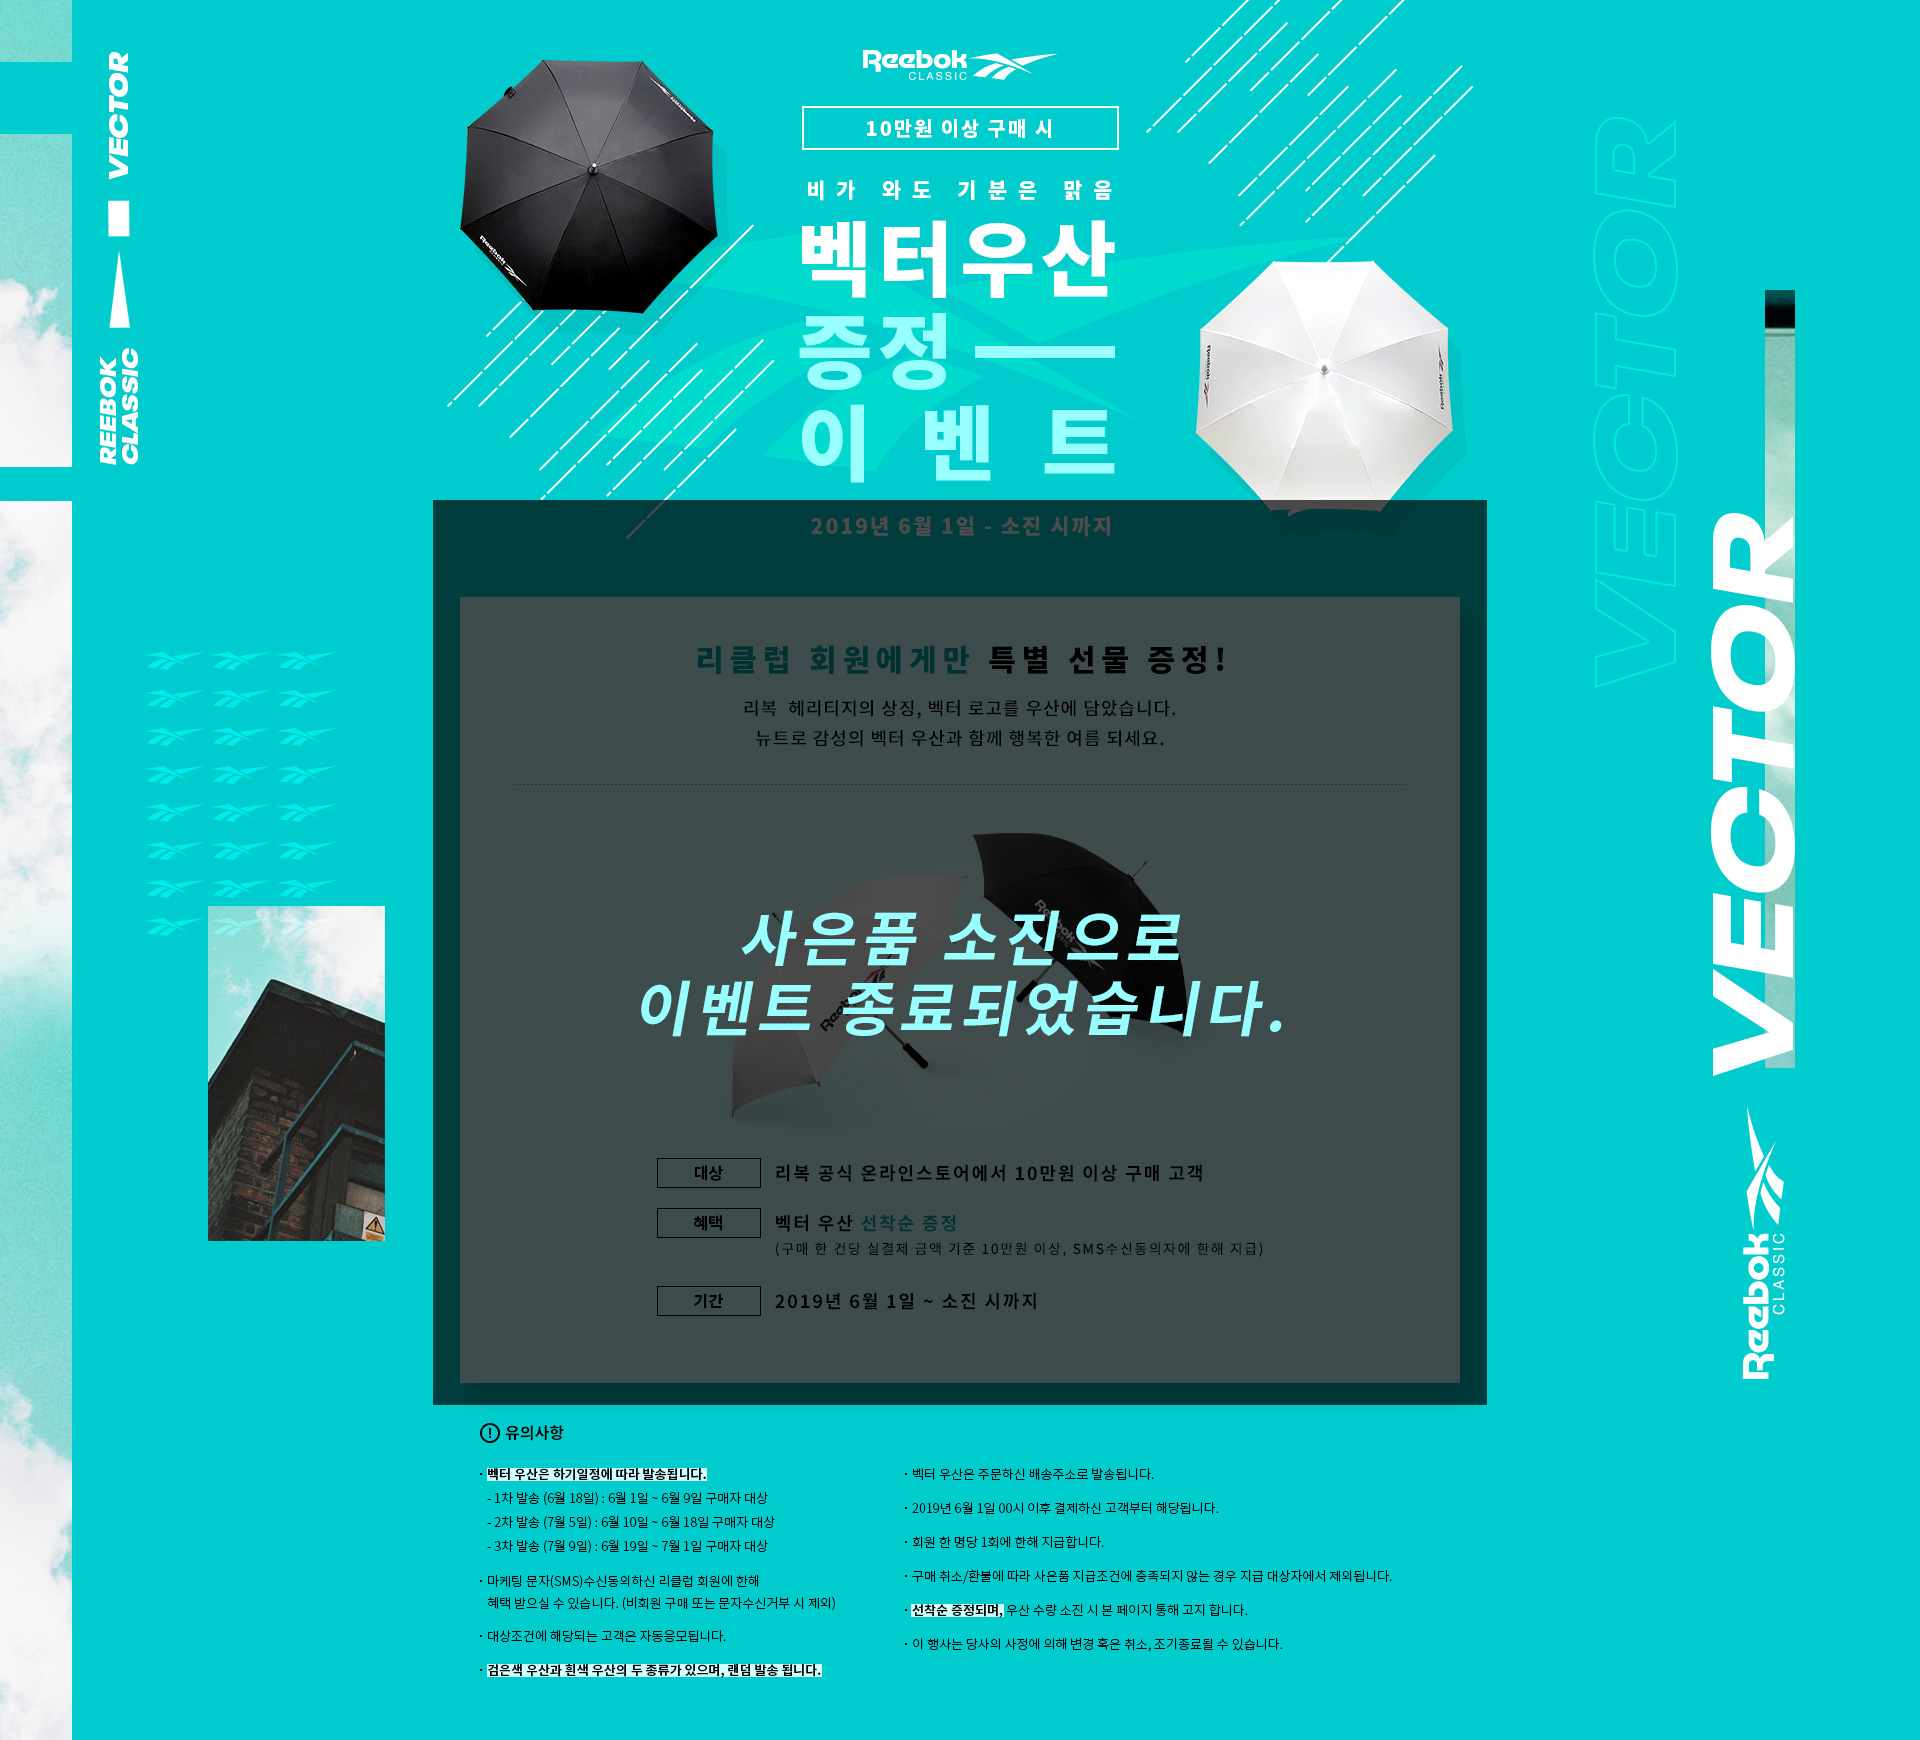 VECTOR
REEBOK
CLASSIC
Reebok
CLASSIC
10만원 이상 구매 시
비가 와도 기분은 맑음
벡터우산
증정
이벤트
2019년 6월 1일 - 소진 시까지
Reebok
Reebok
Reebok
VECTOR
VECTOR
Reebok
CLASSIC
리클럽 회원에게만 특별 선물 증정!
리복 헤리티지의 상징, 벡터 로고를 우산에 담았습니다.
뉴트로 감성의 벡터 우산과 함께 행복한 여름 되세요.
Reebok
Reebok
사은품 소진으로
이벤트 종료되었습니다.
대상 리복 공식 온라인스토어에서 10만원 이상 구매 고객
혜택 벡터 우산 선착순 증정
(구매 한 건당 실결제 금액 기준 10만원 이상, SMS수신동의자에 한해 지급)
기간 2019년 6월 1일 ~ 소진 시까지
! 유의사항
· 벡터 우산은 하기일정에 따라 발송됩니다.
- 1차 발송 (6월 18일) : 6월 1일 ~ 6월 9일 구매자 대상
- 2차 발송 (7월 5일) : 6월 10일 ~ 6월 18일 구매자 대상
- 3차 발송 (7월 9일) : 6월 19일 ~ 7월 1일 구매자 대상
· 마케팅 문자(SMS)수신동의하신 리클럽 회원에 한해
혜택 받으실 수 있습니다. (비회원 구매 또는 문자수신거부 시 제외)
· 대상조건에 해당되는 고객은 자동응모됩니다.
· 검은색 우산과 흰색 우산의 두 종류가 있으며, 랜덤 발송 됩니다.
· 벡터 우산은 주문하신 배송주소로 발송됩니다.
· 2019년 6월 1일 00시 이후 결제하신 고객부터 해당됩니다.
· 회원 한 명당 1회에 한해 지급합니다.
· 구매 취소/환불에 따라 사은품 지급조건에 충족되지 않는 경우 지급 대상자에서 제외됩니다.
· 선착순 증정되며, 우산 수량 소진 시 본 페이지 통해 고지 합니다.
· 이 행사는 당사의 사정에 의해 변경 혹은 취소, 조기종료될 수 있습니다.